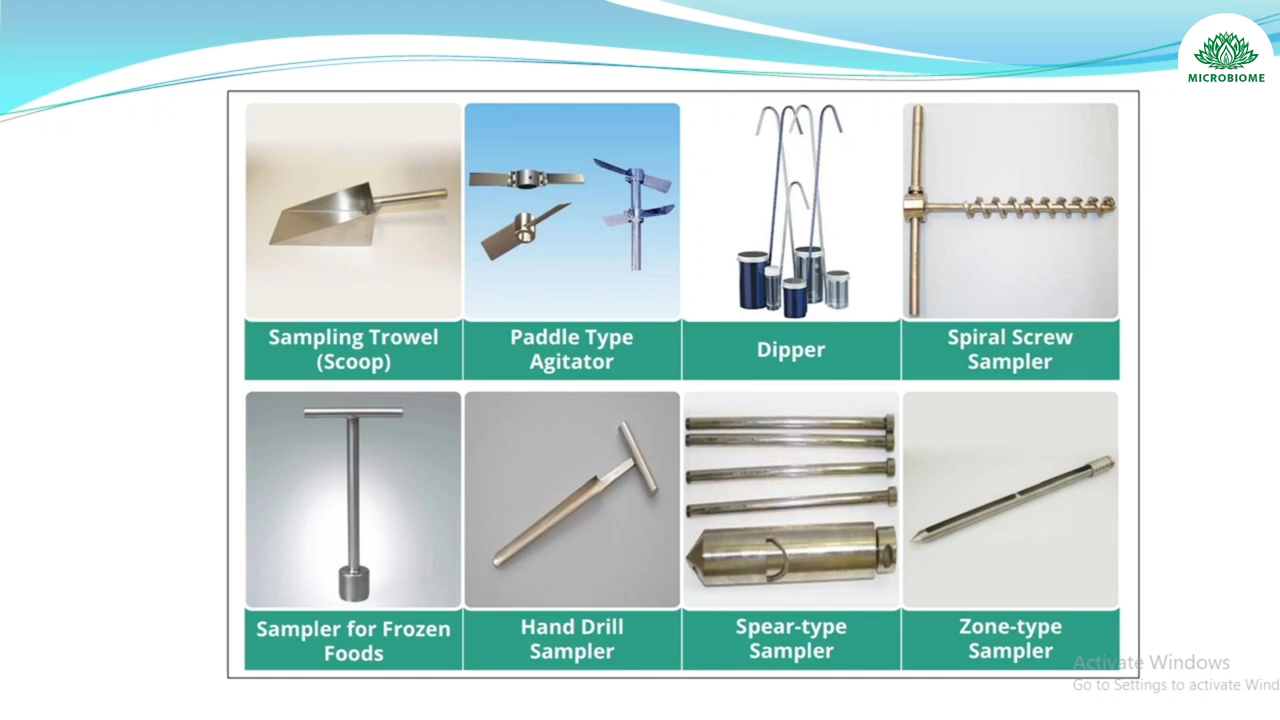 MICROBIOME
Sampling Trowel
(Scoop)
Paddle Type
Agitator
Dipper
Spiral Screw
Sampler
Sampler for Frozen
Foods
Hand Drill
Sampler
Spear-type
Sampler
Zone-type
Sampler
Activate Windows
Go to Settings to activate Wind